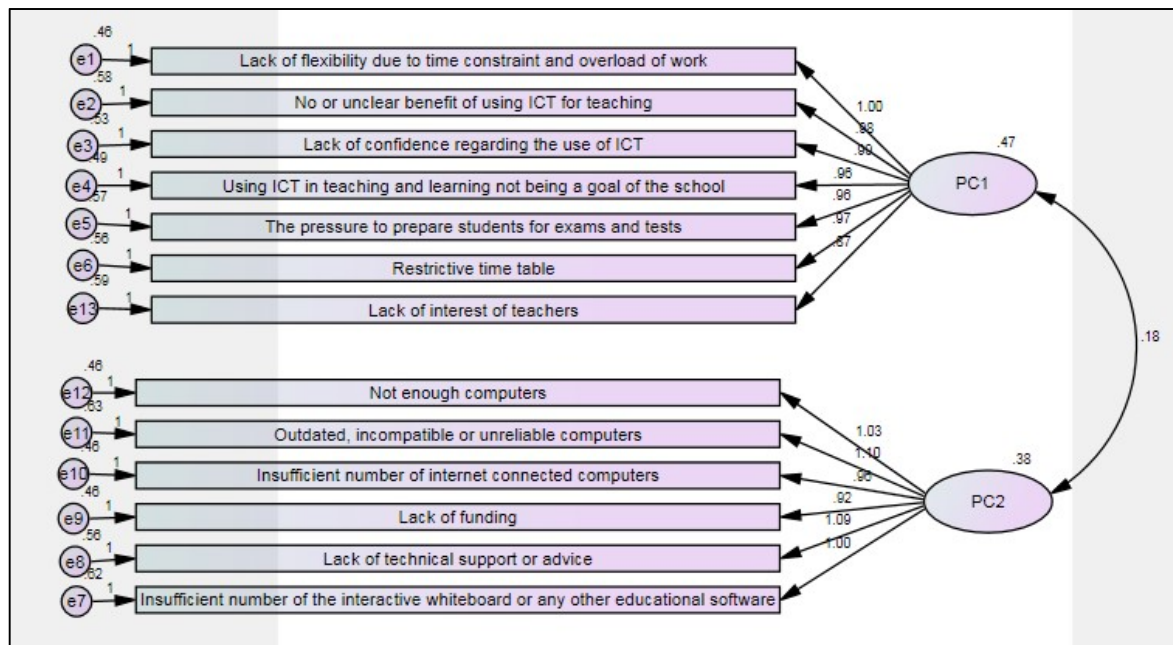 .46
e1 1 Lack of flexibility due to time constraint and overload of work
.58
1.00
e2 1 No or unclear benefit of using ICT for teaching
.53
.98
e3 1 Lack of confidence regarding the use of ICT
.99
.47
.49
e4 1 Using ICT in teaching and learning not being a goal of the school
.96
PC1
.57
.96
e5 1 The pressure to prepare students for exams and tests
.97
.56
e6 1 Restrictive time table
.87
.59
e13 1 Lack of interest of teachers
.18
.46
e12 1 Not enough computers
.63
1.03
e11 1 Outdated, incompatible or unreliable computers
1.10
.46
e10 1 Insufficient number of internet connected computers
.96
.38
.46
e9 1 Lack of funding
.92
PC2
.56
1.09
e8 1 Lack of technical support or advice
1.00
.62
e7 1 Insufficient number of the interactive whiteboard or any other educational software